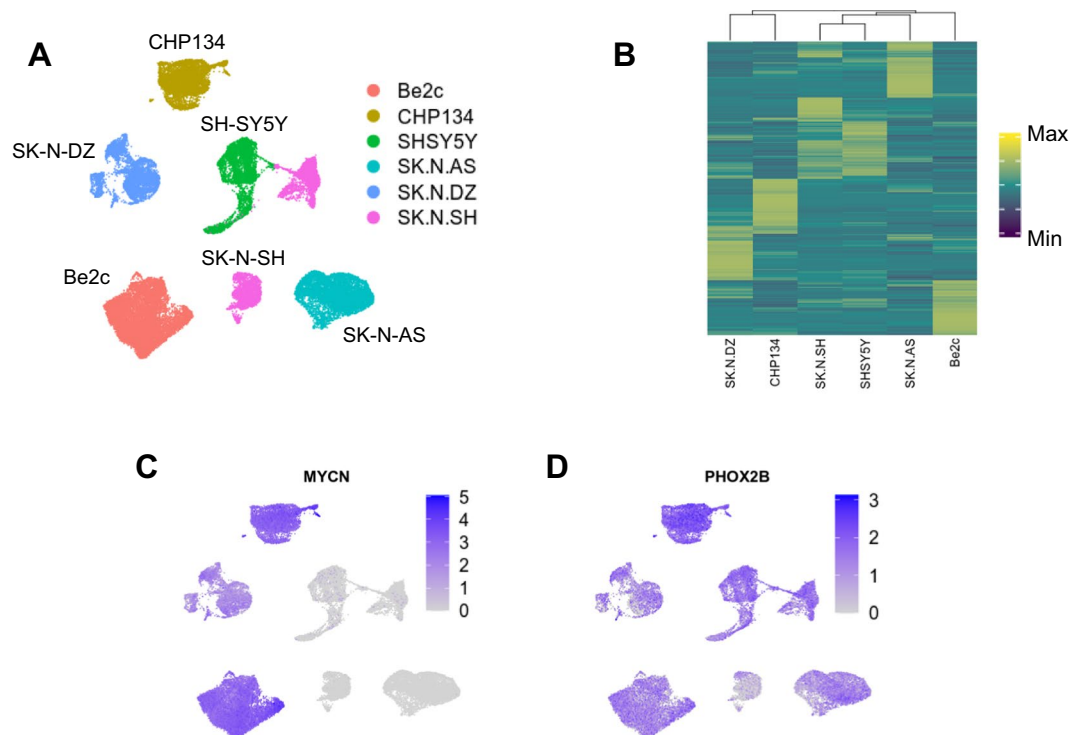 A
CHP134
SK-N-DZ
SH-SY5Y
Be2c
SK-N-SH
SK-N-AS
Be2c
CHP134
SHSY5Y
SK.N.AS
SK.N.DZ
SK.N.SH
B
SK.N.DZ
CHP134
SK.N.SH
SHSY5Y
SK.N.AS
Be2c
Max
Min
C
MYCN
5
4
3
2
1
0
D
PHOX2B
3
2
1
0